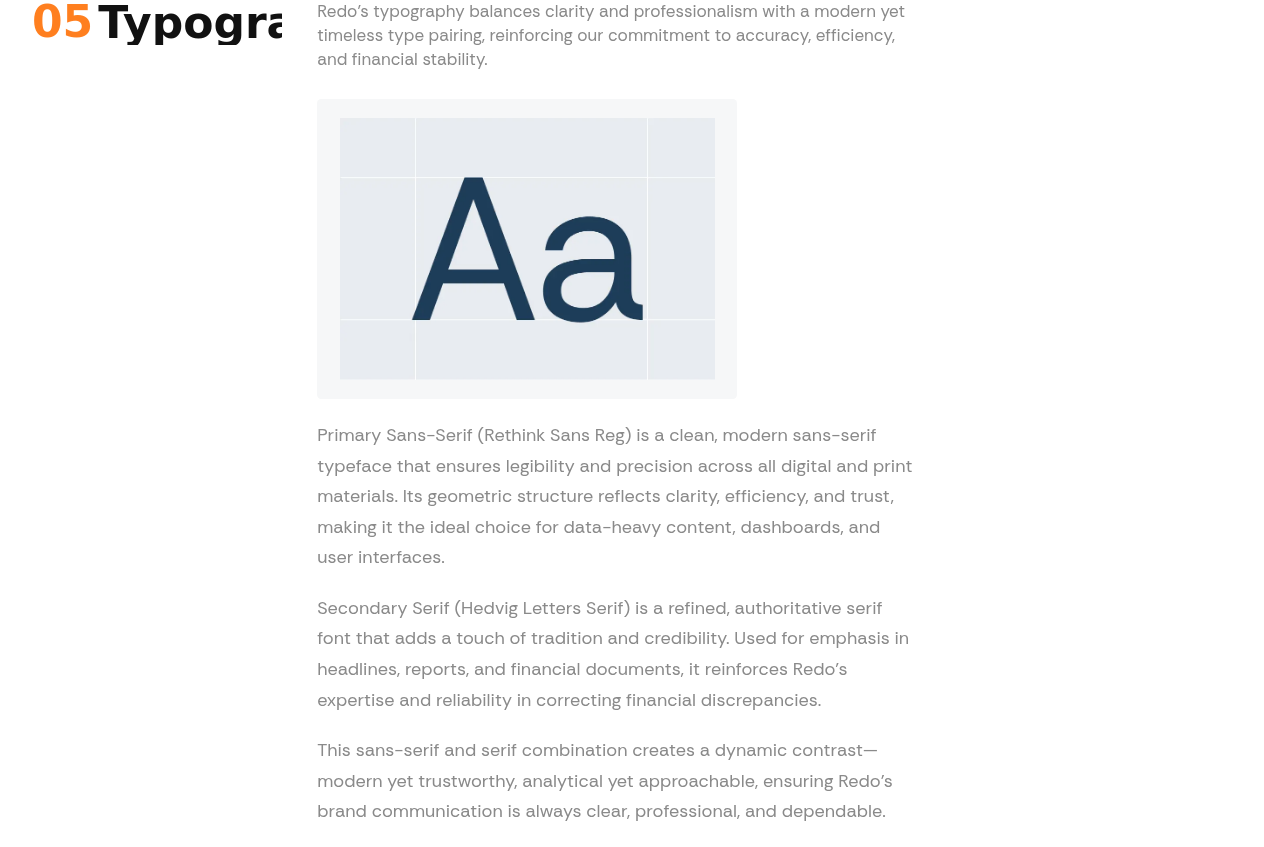 05 Typogra
Redo's typography balances clarity and professionalism with a modern yet
timeless type pairing, reinforcing our commitment to accuracy, efficiency,
and financial stability.
Aa
Primary Sans-Serif (Rethink Sans Reg) is a clean, modern sans-serif
typeface that ensures legibility and precision across all digital and print
materials. Its geometric structure reflects clarity, efficiency, and trust,
making it the ideal choice for data-heavy content, dashboards, and
user interfaces.
Secondary Serif (Hedvig Letters Serif) is a refined, authoritative serif
font that adds a touch of tradition and credibility. Used for emphasis in
headlines, reports, and financial documents, it reinforces Redo's
expertise and reliability in correcting financial discrepancies.
This sans-serif and serif combination creates a dynamic contrast—
modern yet trustworthy, analytical yet approachable, ensuring Redo's
brand communication is always clear, professional, and dependable.